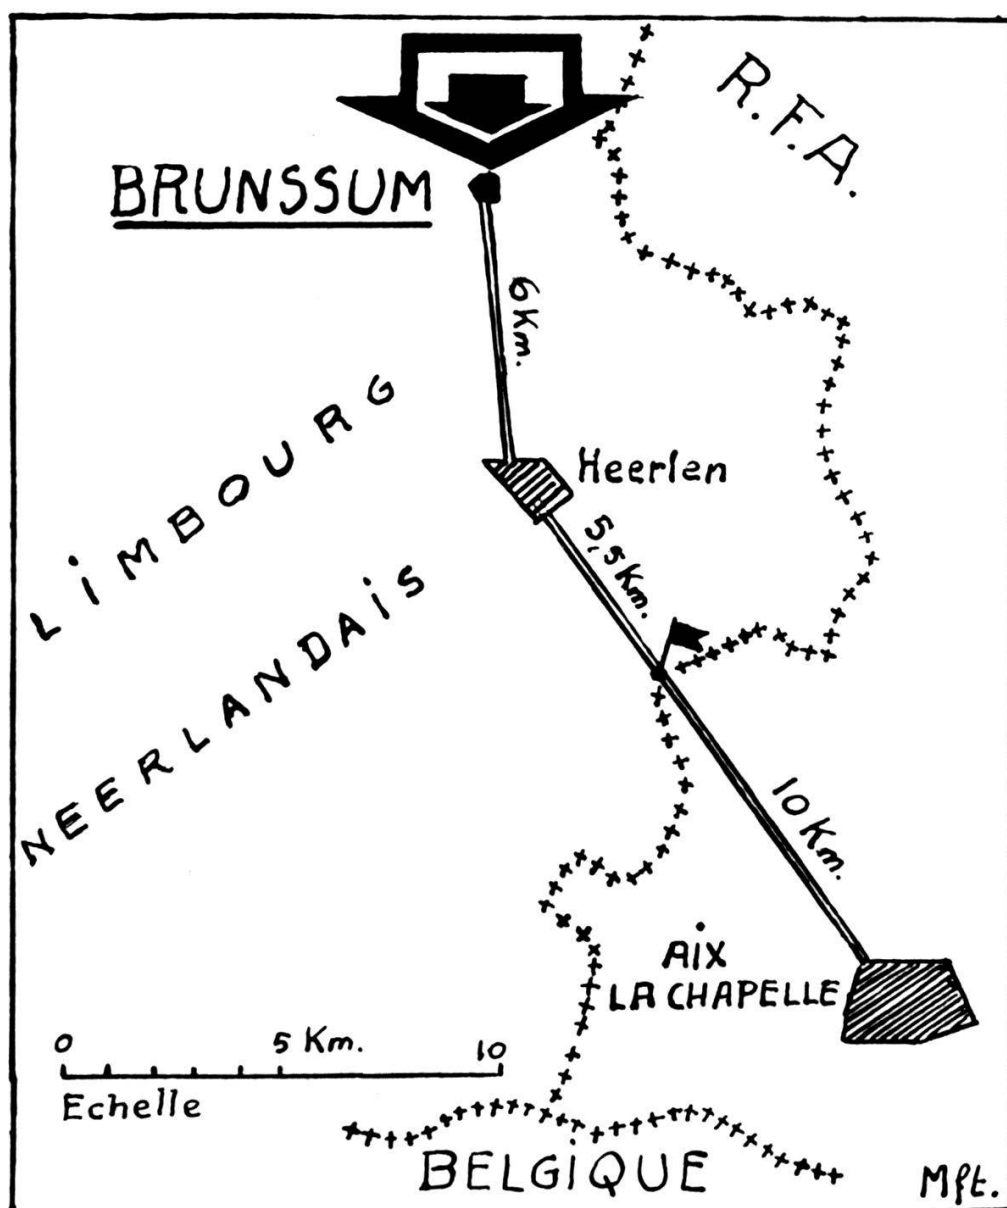 R.F.A.
BRUNSSUM
6 Km.
LiMBOURG
Heerlen
5,5 Km.
NEERLANDAiS
10 Km.
AiX
LA CHAPELLE
0 5 Km. 10
Echelle
BELGiQUE
Mft.